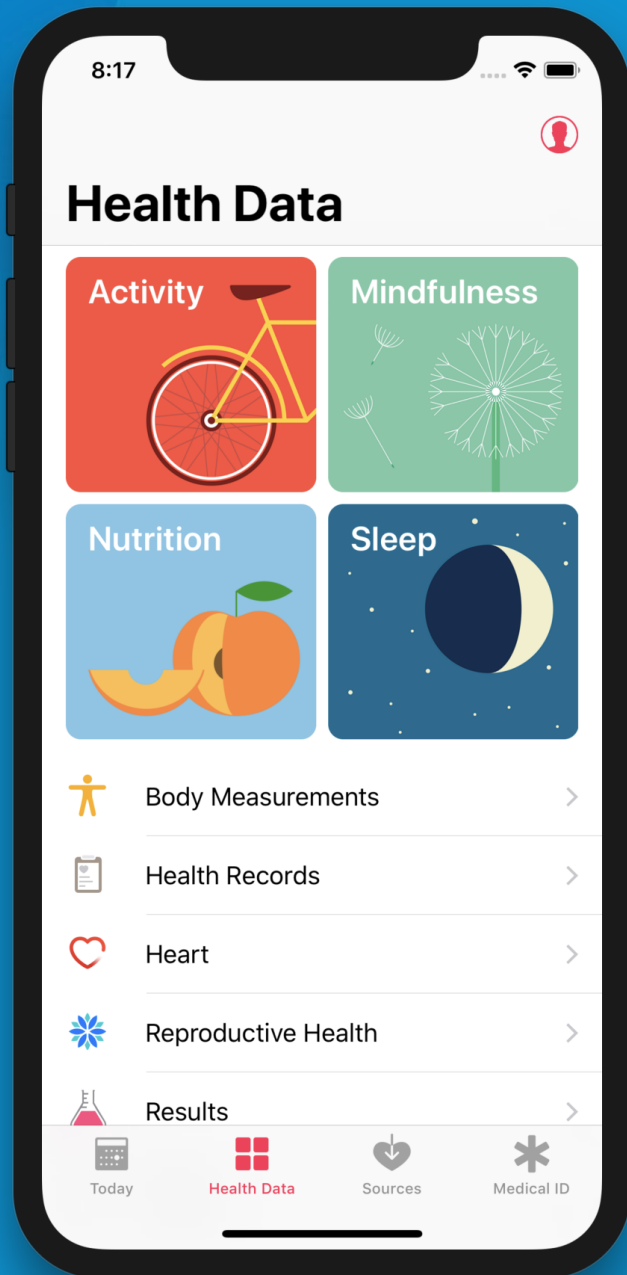 8:17
Health Data
Activity
Mindfulness
Nutrition
Sleep
Body Measurements
Health Records
Heart
Reproductive Health
Results
Today
Health Data
Sources
Medical ID